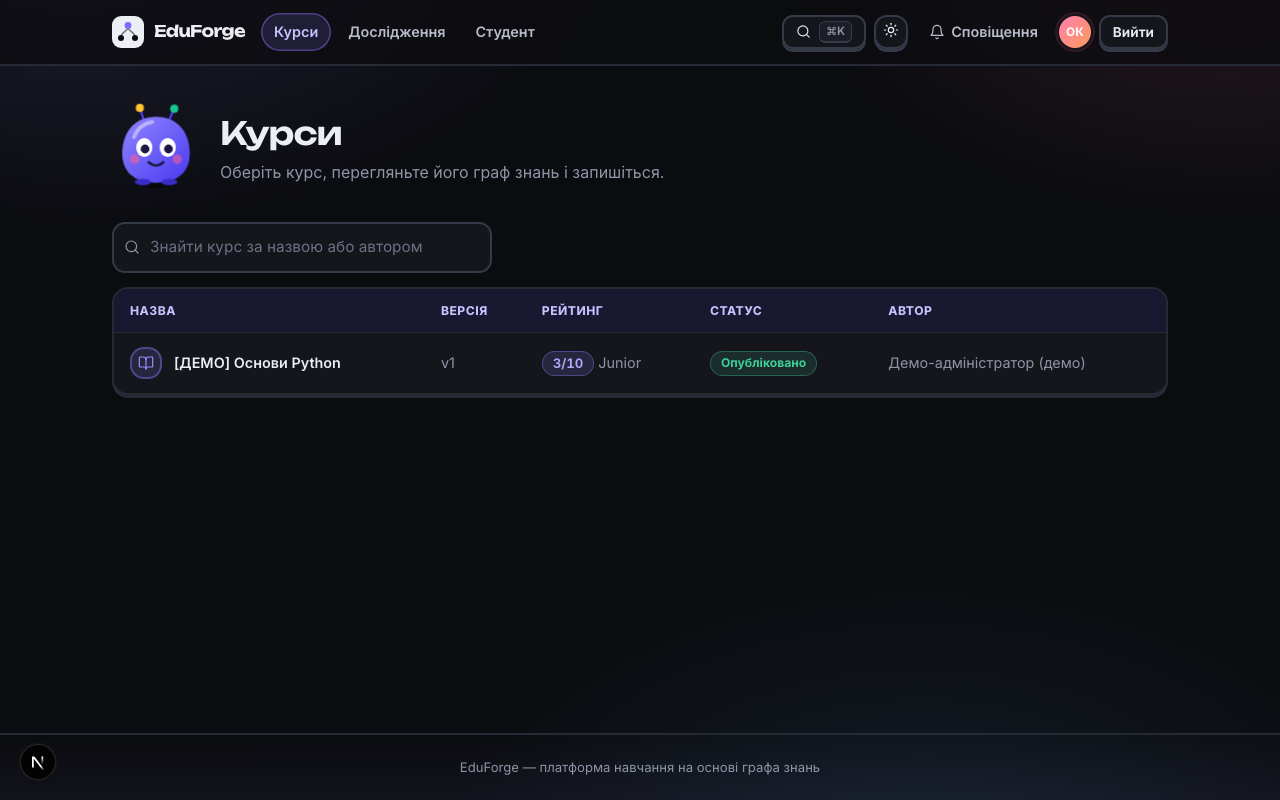 EduForge Курси Дослідження Студент ⌘K Сповіщення ОК Вийти
Курси
Оберіть курс, перегляньте його граф знань і запишіться.
Знайти курс за назвою або автором
НАЗВА ВЕРСІЯ РЕЙТИНГ СТАТУС АВТОР
[ДЕМО] Основи Python v1 3/10 Junior Опубліковано Демо-адміністратор (демо)
N
EduForge — платформа навчання на основі графа знань